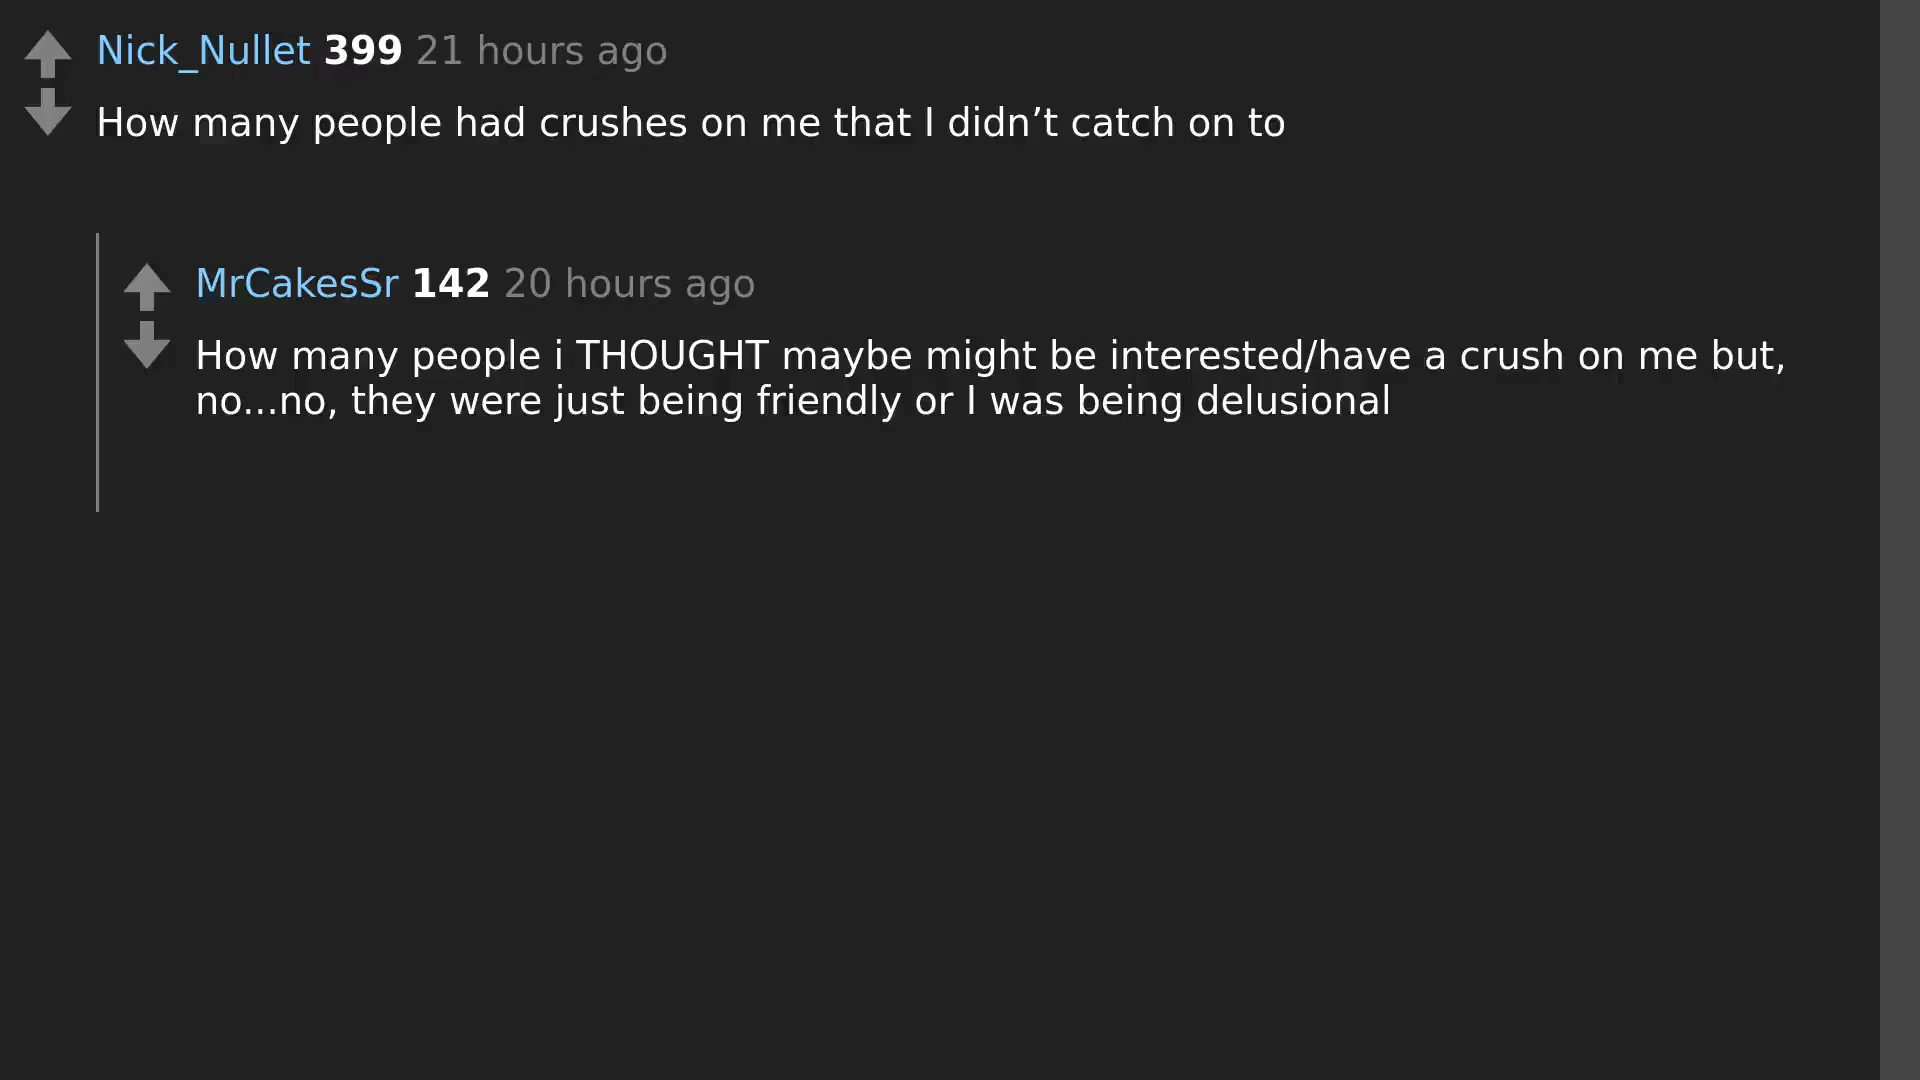 Nick_Nullet 399 21 hours ago
How many people had crushes on me that I didn’t catch on to
MrCakesSr 142 20 hours ago
How many people i THOUGHT maybe might be interested/have a crush on me but,
no...no, they were just being friendly or I was being delusional